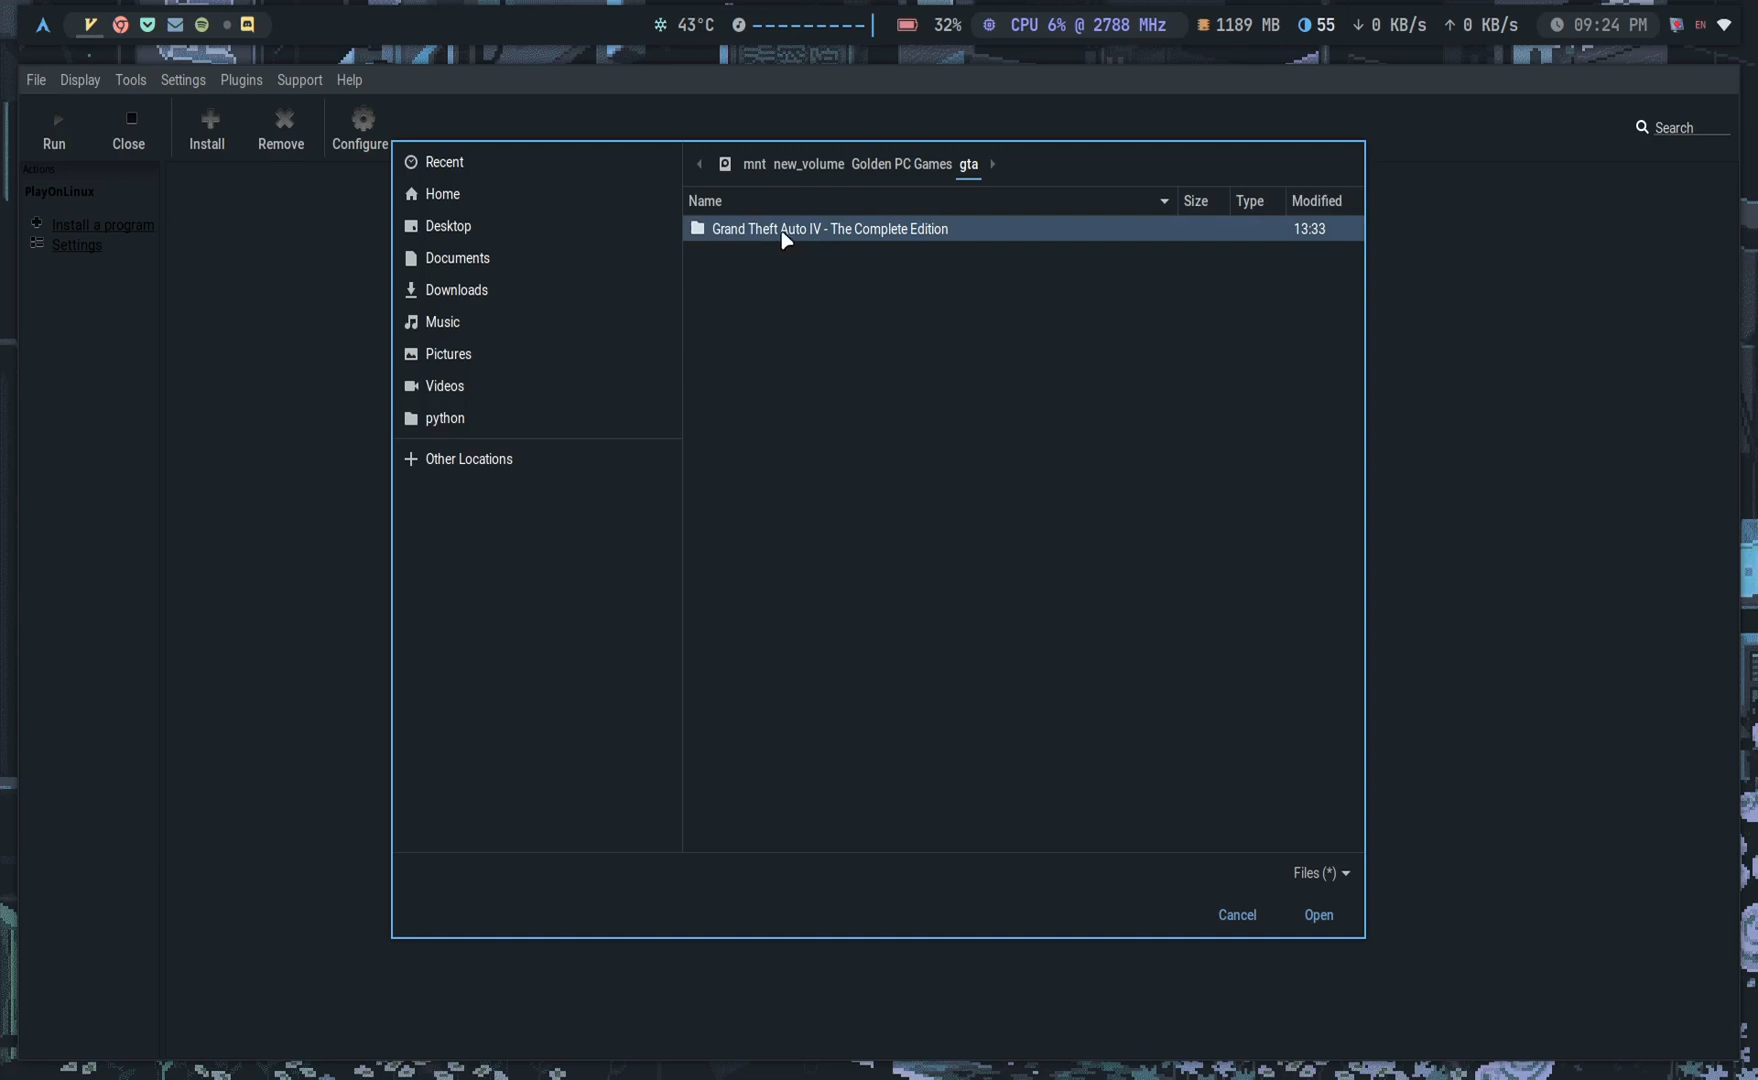 43°C 32% CPU 6% @ 2788 MHz 1189 MB 55 ↓ 0 KB/s ↑ 0 KB/s 09:24 PM EN
File Display Tools Settings Plugins Support Help
Run Close Install Remove Configure
Search
Actions
PlayOnLinux
Install a program
Settings
Recent
Home
Desktop
Documents
Downloads
Music
Pictures
Videos
python
Other Locations
mnt new_volume Golden PC Games gta
Name Size Type Modified
Grand Theft Auto IV - The Complete Edition 13:33
Files (*)
Cancel Open